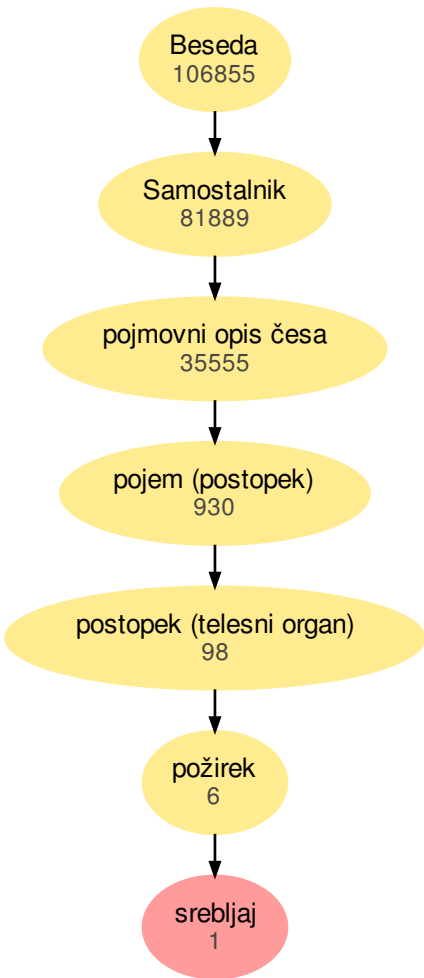 Beseda
106855
Samostalnik
81889
pojmovni opis česa
35555
pojem (postopek)
930
postopek (telesni organ)
98
požirek
6
srebljaj
1